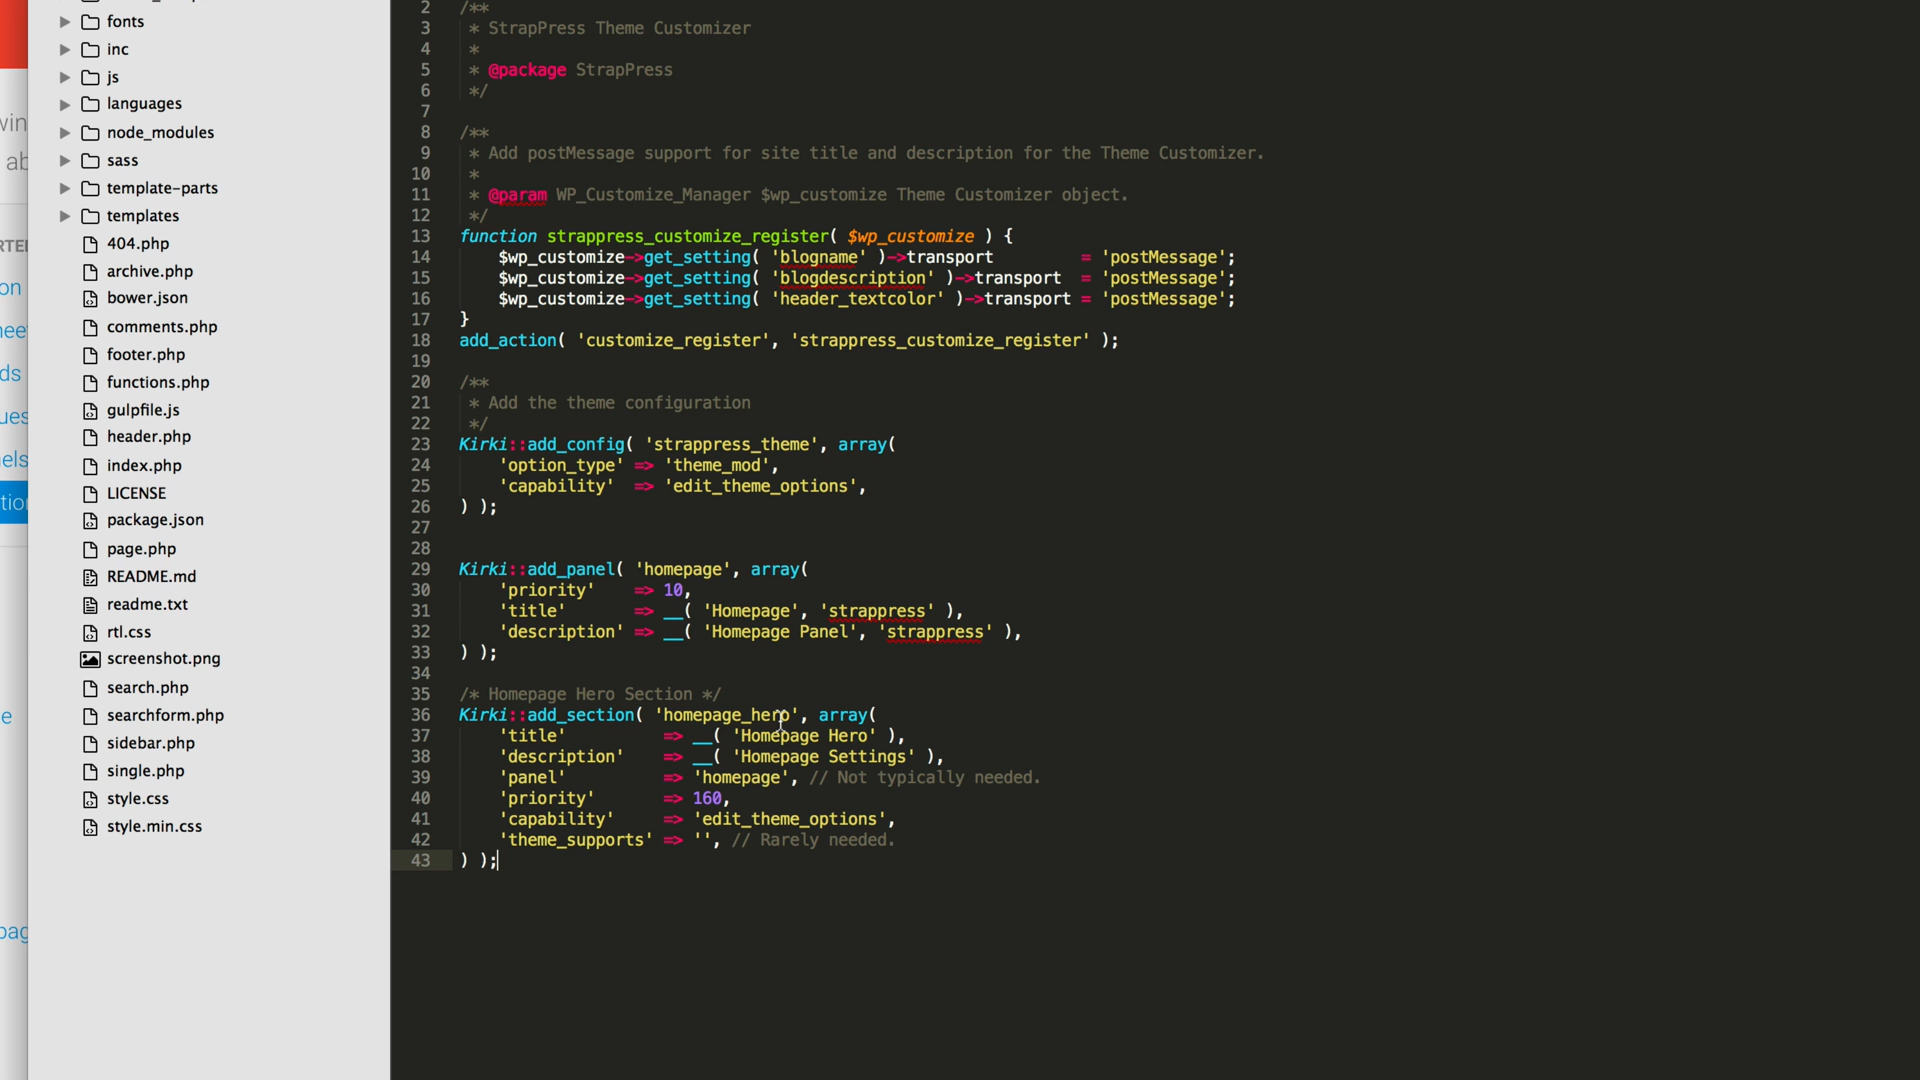 fonts
inc
js
languages
node_modules
sass
template-parts
templates
404.php
archive.php
bower.json
comments.php
footer.php
functions.php
gulpfile.js
header.php
index.php
LICENSE
package.json
page.php
README.md
readme.txt
rtl.css
screenshot.png
search.php
searchform.php
sidebar.php
single.php
style.css
style.min.css
2 /**
3 * StrapPress Theme Customizer
4 *
5 * @package StrapPress
6 */
7
8 /**
9 * Add postMessage support for site title and description for the Theme Customizer.
10 *
11 * @param WP_Customize_Manager $wp_customize Theme Customizer object.
12 */
13 function strappress_customize_register( $wp_customize ) {
14 $wp_customize->get_setting( 'blogname' )->transport = 'postMessage';
15 $wp_customize->get_setting( 'blogdescription' )->transport = 'postMessage';
16 $wp_customize->get_setting( 'header_textcolor' )->transport = 'postMessage';
17 }
18 add_action( 'customize_register', 'strappress_customize_register' );
19
20 /**
21 * Add the theme configuration
22 */
23 Kirki::add_config( 'strappress_theme', array(
24 'option_type' => 'theme_mod',
25 'capability' => 'edit_theme_options',
26 ) );
27
28
29 Kirki::add_panel( 'homepage', array(
30 'priority' => 10,
31 'title' => __( 'Homepage', 'strappress' ),
32 'description' => __( 'Homepage Panel', 'strappress' ),
33 ) );
34
35 /* Homepage Hero Section */
36 Kirki::add_section( 'homepage_hero', array(
37 'title' => __( 'Homepage Hero' ),
38 'description' => __( 'Homepage Settings' ),
39 'panel' => 'homepage', // Not typically needed.
40 'priority' => 160,
41 'capability' => 'edit_theme_options',
42 'theme_supports' => '', // Rarely needed.
43 ) );